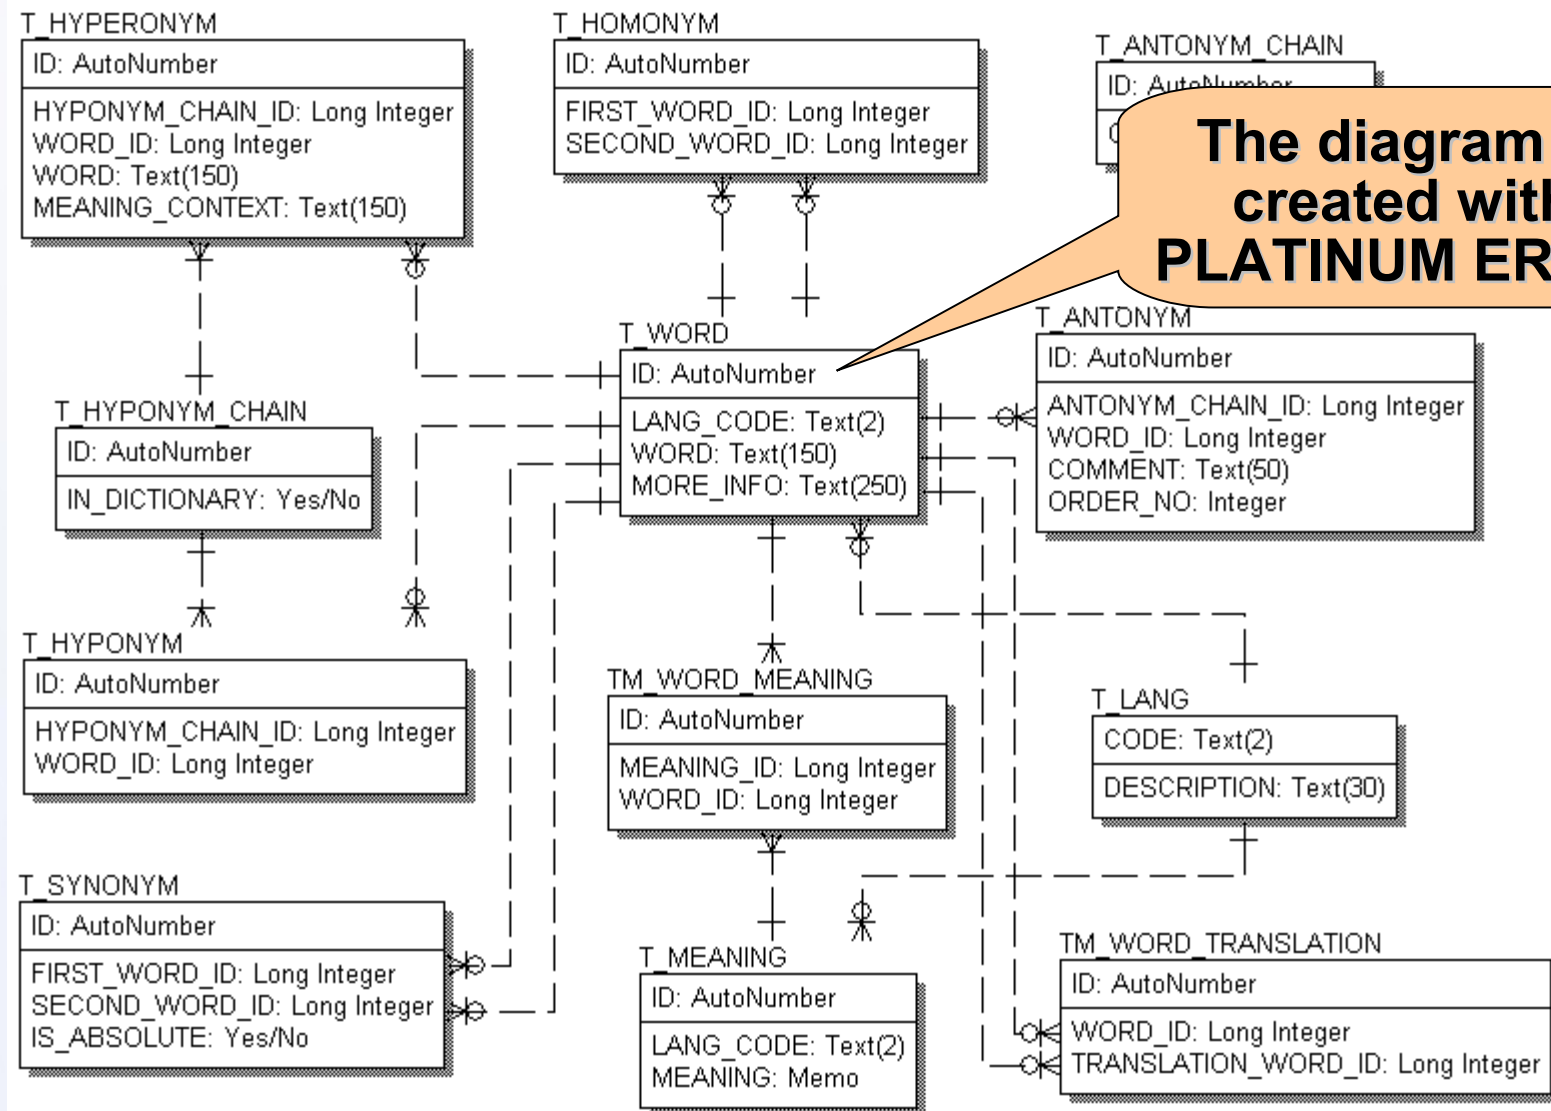 T_HYPERONYM
ID: AutoNumber
HYPONYM_CHAIN_ID: Long Integer
WORD_ID: Long Integer
WORD: Text(150)
MEANING_CONTEXT: Text(150)
T_HOMONYM
ID: AutoNumber
FIRST_WORD_ID: Long Integer
SECOND_WORD_ID: Long Integer
T_ANTONYM_CHAIN
ID: AutoNumber
The diagram
created with
PLATINUM ER
T_WORD
ID: AutoNumber
LANG_CODE: Text(2)
WORD: Text(150)
MORE_INFO: Text(250)
T_ANTONYM
ID: AutoNumber
ANTONYM_CHAIN_ID: Long Integer
WORD_ID: Long Integer
COMMENT: Text(50)
ORDER_NO: Integer
T_HYPONYM_CHAIN
ID: AutoNumber
IN_DICTIONARY: Yes/No
T_HYPONYM
ID: AutoNumber
HYPONYM_CHAIN_ID: Long Integer
WORD_ID: Long Integer
TM_WORD_MEANING
ID: AutoNumber
MEANING_ID: Long Integer
WORD_ID: Long Integer
T_LANG
CODE: Text(2)
DESCRIPTION: Text(30)
T_SYNONYM
ID: AutoNumber
FIRST_WORD_ID: Long Integer
SECOND_WORD_ID: Long Integer
IS_ABSOLUTE: Yes/No
T_MEANING
ID: AutoNumber
LANG_CODE: Text(2)
MEANING: Memo
TM_WORD_TRANSLATION
ID: AutoNumber
WORD_ID: Long Integer
TRANSLATION_WORD_ID: Long Integer